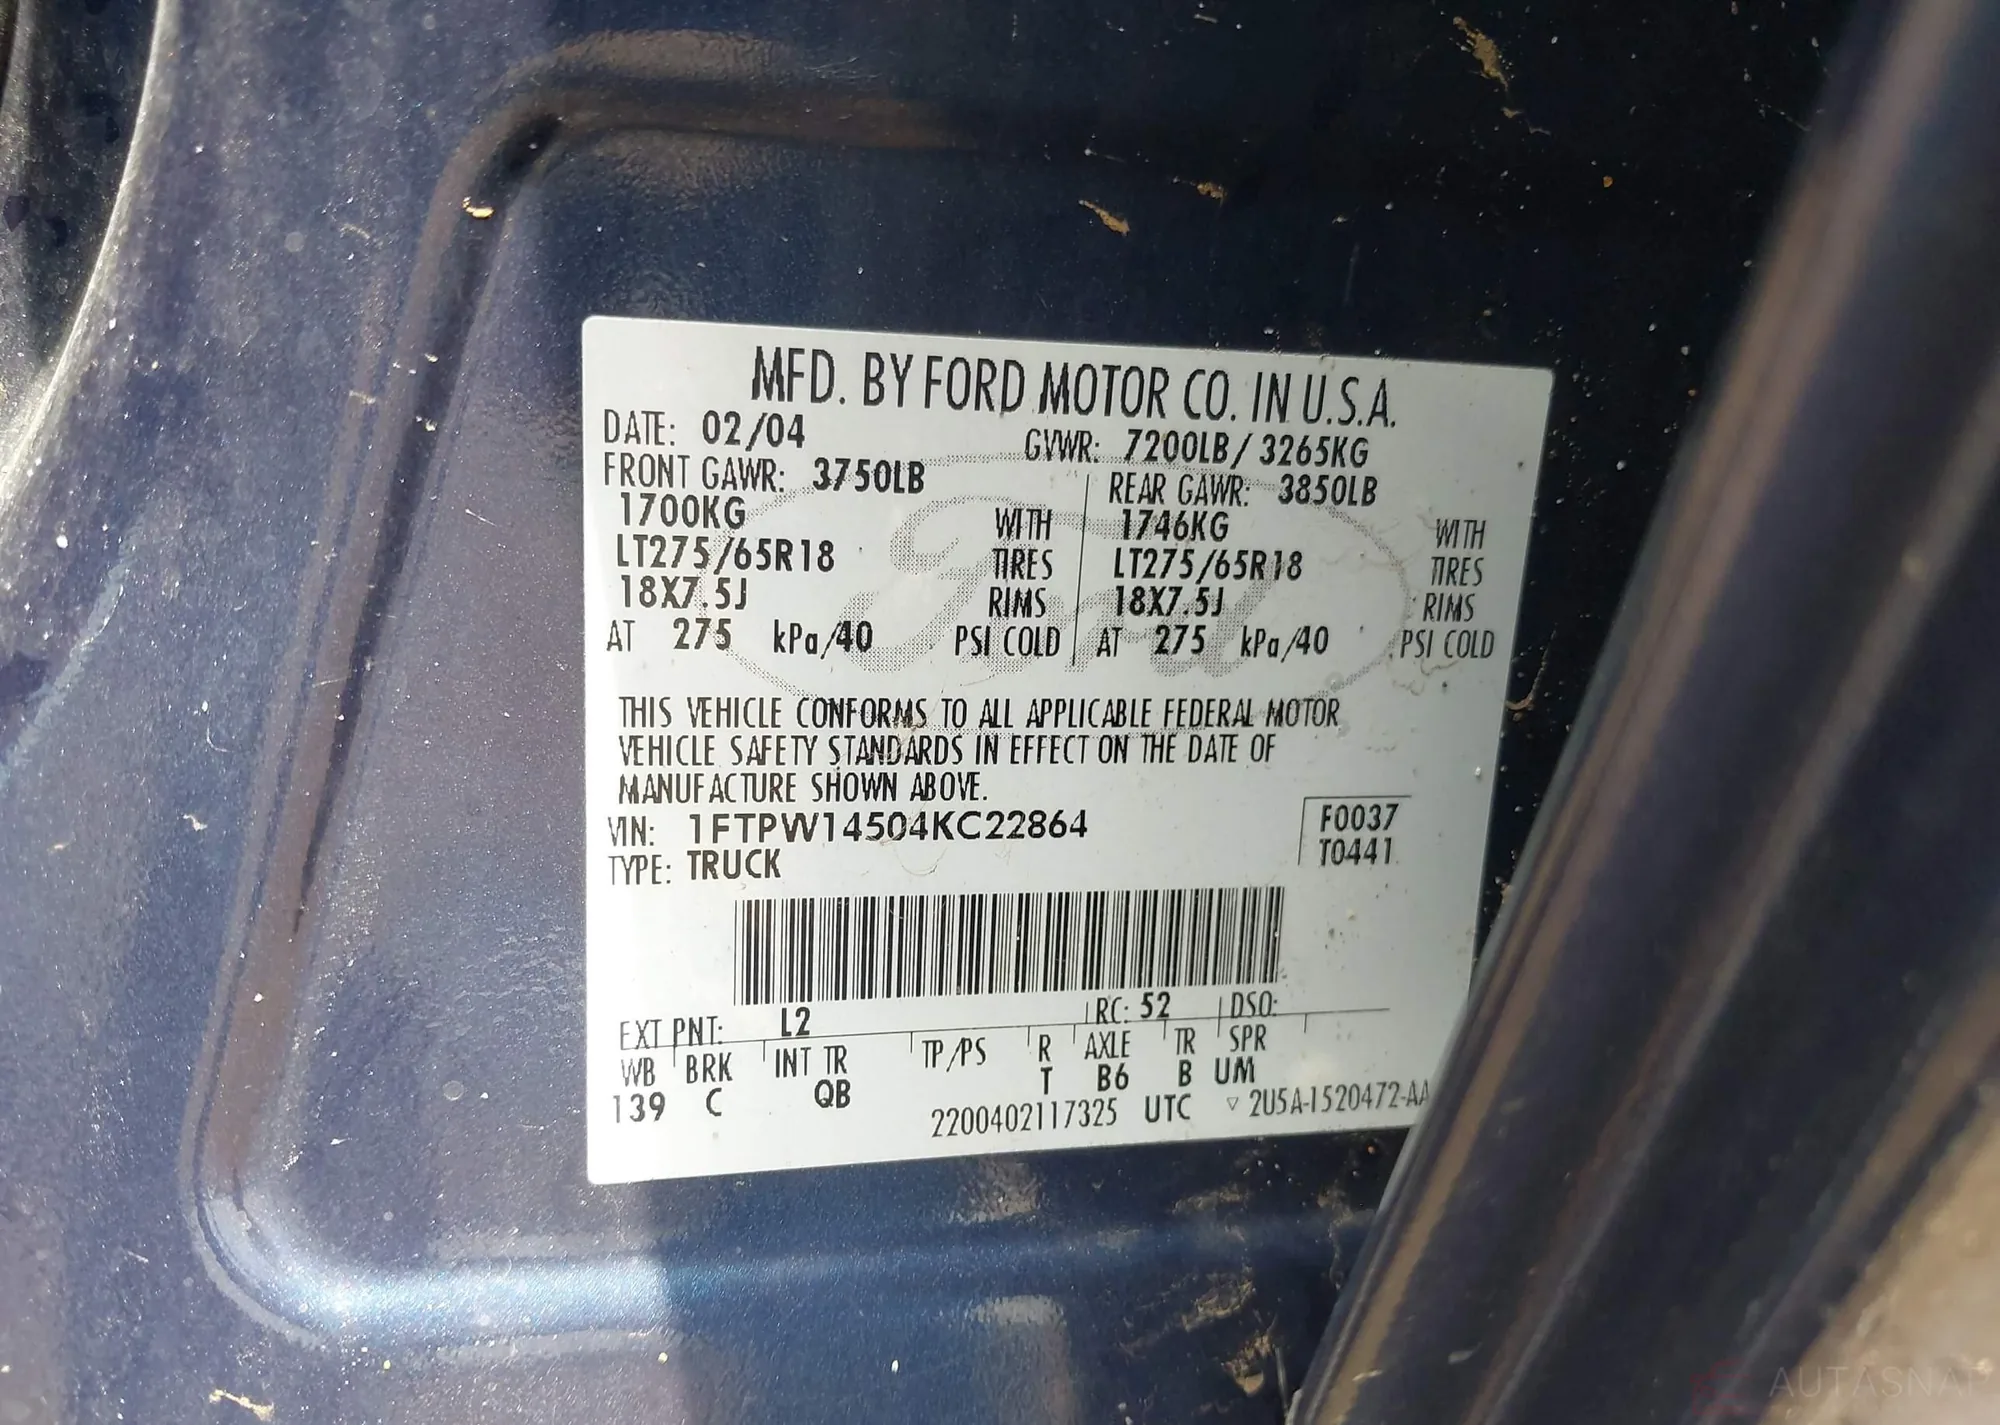 MFD. BY FORD MOTOR CO. IN U.S.A.
DATE: 02/04 GVWR: 7200LB/ 3265KG
FRONT GAWR: 3750LB REAR GAWR: 3850LB
1700KG WITH 1746KG WITH
LT275/65R18 TIRES LT275/65R18 TIRES
18X7.5J RIMS 18X7.5J RIMS
AT 275 kPa/40 PSI COLD AT 275 kPa/40 PSI COLD
Ford
THIS VEHICLE CONFORMS TO ALL APPLICABLE FEDERAL MOTOR
VEHICLE SAFETY STANDARDS IN EFFECT ON THE DATE OF
MANUFACTURE SHOWN ABOVE.
VIN: 1FTPW14504KC22864 F0037
TYPE: TRUCK T0441
EXT PNT: L2 RC: 52 DSO:
WB BRK INT TR TP/PS R AXLE TR SPR
139 C QB T B6 B UM
2200402117325 UTC ▽ 2U5A-1520472-AA
AUTASNAP